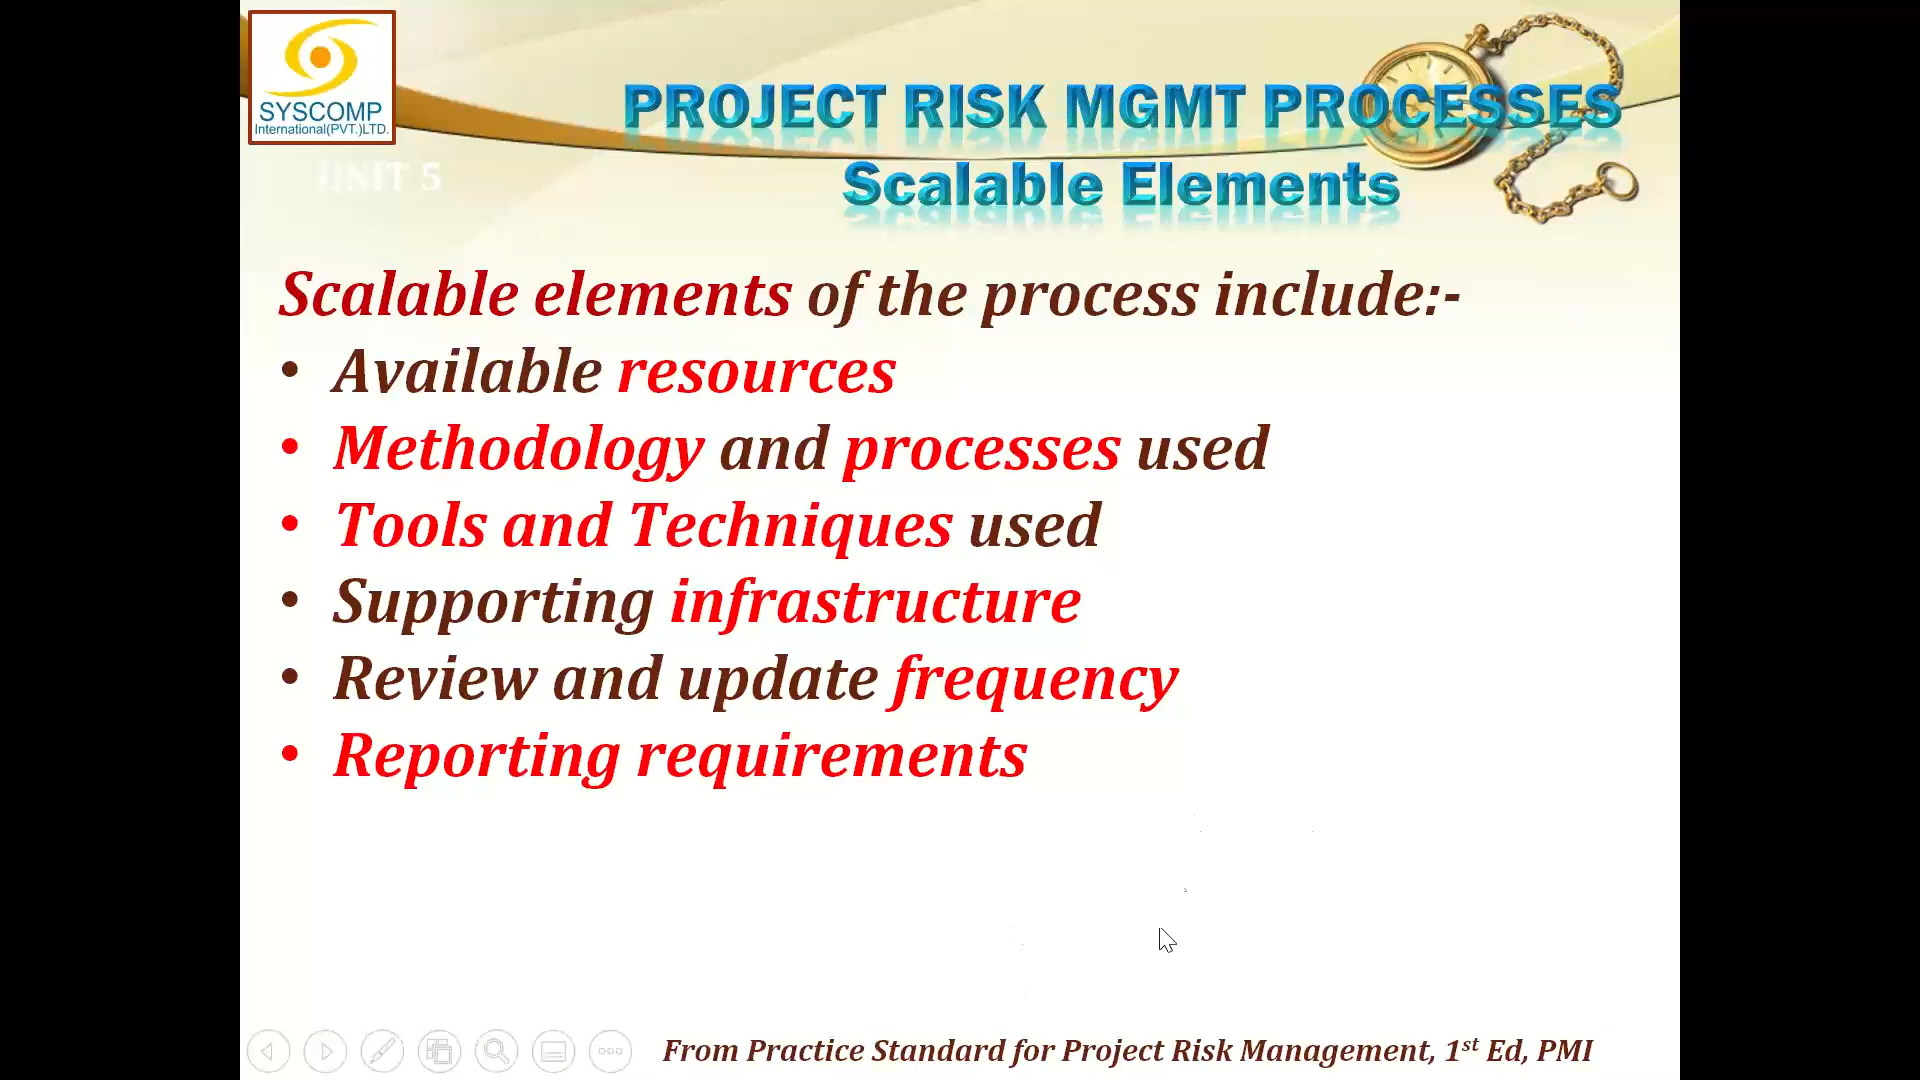 SYSCOMP
International(PVT.)LTD.
UNIT 5
PROJECT RISK MGMT PROCESSES
Scalable Elements
Scalable elements of the process include:-
• Available resources
• Methodology and processes used
• Tools and Techniques used
• Supporting infrastructure
• Review and update frequency
• Reporting requirements
From Practice Standard for Project Risk Management, 1st Ed, PMI